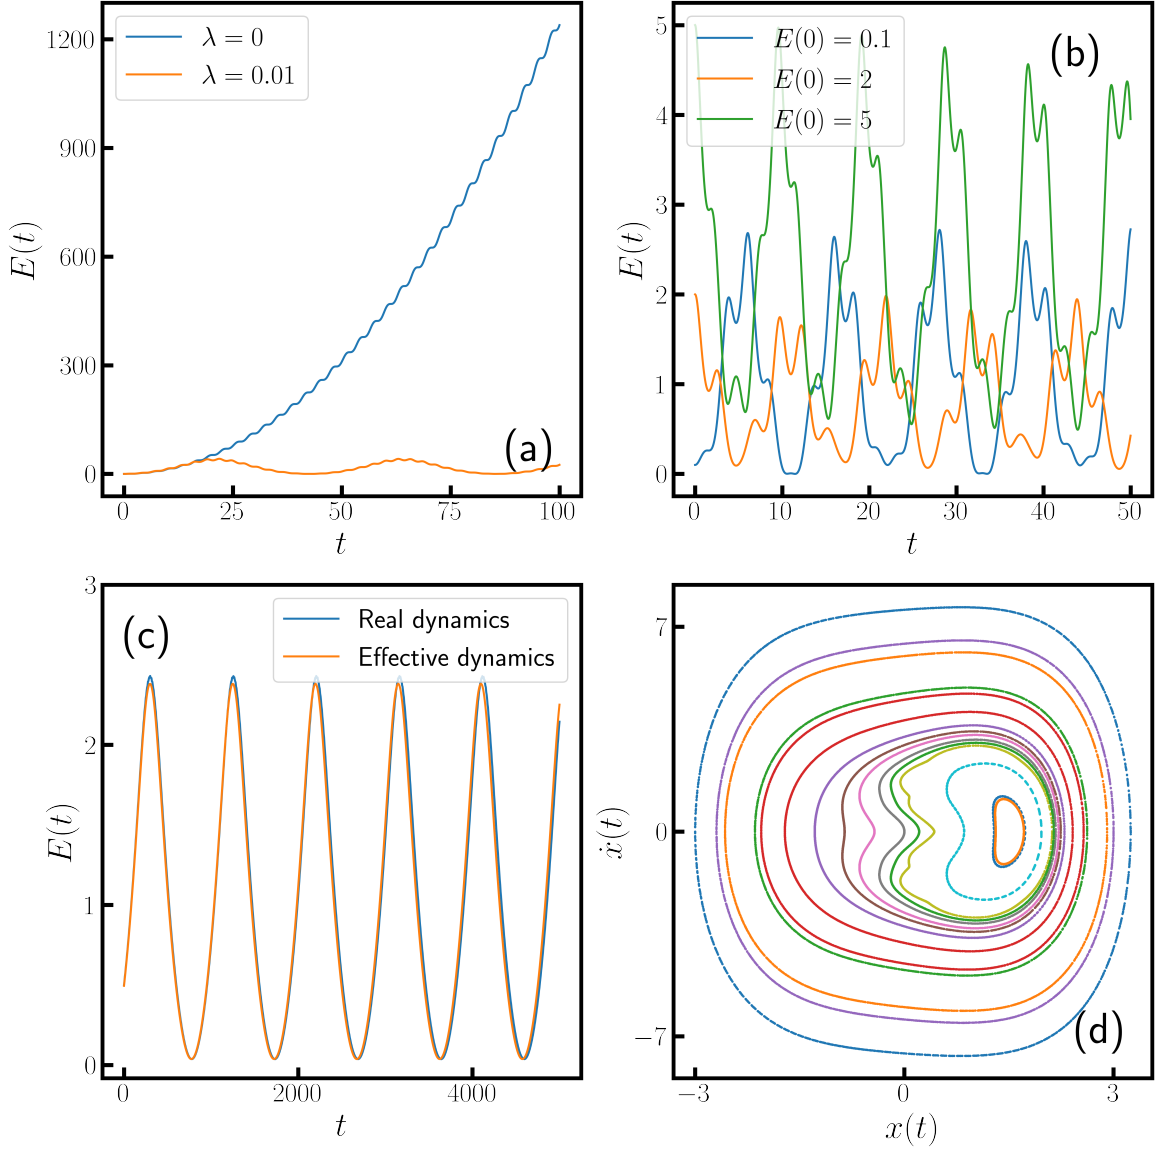 λ = 0
λ = 0.01
1200
900
600
300
0
E(t)
(a)
0 25 50 75 100
t
E(0) = 0.1
E(0) = 2
E(0) = 5
(b)
5
4
3
2
1
0
E(t)
0 10 20 30 40 50
t
(c)
Real dynamics
Effective dynamics
3
2
1
0
E(t)
0 2000 4000
t
7
0
−7
ẋ(t)
(d)
−3 0 3
x(t)